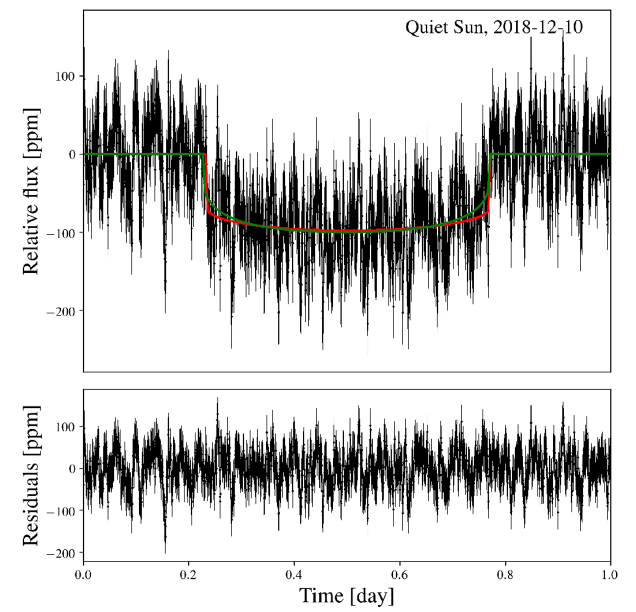 Quiet Sun, 2018-12-10
Relative flux [ppm]
100
0
−100
−200
Residuals [ppm]
100
0
−100
−200
0.0 0.2 0.4 0.6 0.8 1.0
Time [day]